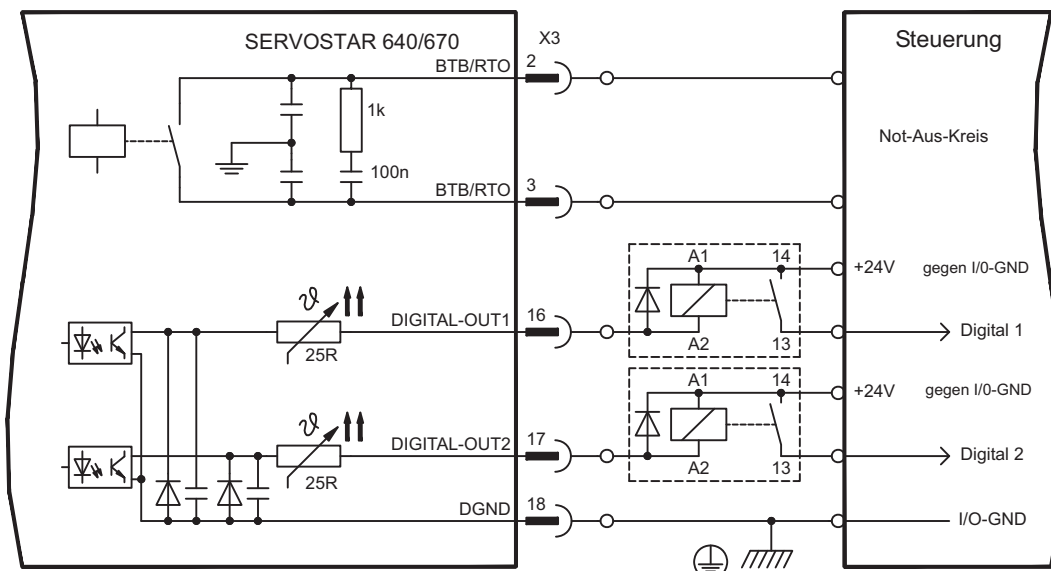 SERVOSTAR 640/670
X3
Steuerung
BTB/RTO
2
1k
Not-Aus-Kreis
100n
BTB/RTO
3
A1
14
+24V
gegen I/0-GND
ϑ
DIGITAL-OUT1
16
Digital 1
25R
A2
13
A1
14
+24V
gegen I/0-GND
ϑ
DIGITAL-OUT2
17
Digital 2
25R
A2
13
DGND
18
I/O-GND